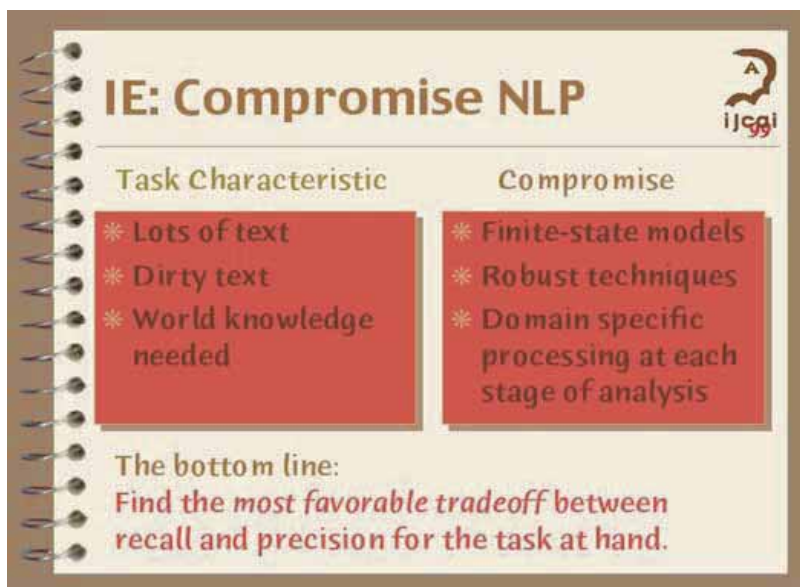 IE: Compromise NLP
A
ijcai
99
Task Characteristic
Lots of text
Dirty text
World knowledge
needed
Compromise
Finite-state models
Robust techniques
Domain specific
processing at each
stage of analysis
The bottom line:
Find the most favorable tradeoff between
recall and precision for the task at hand.